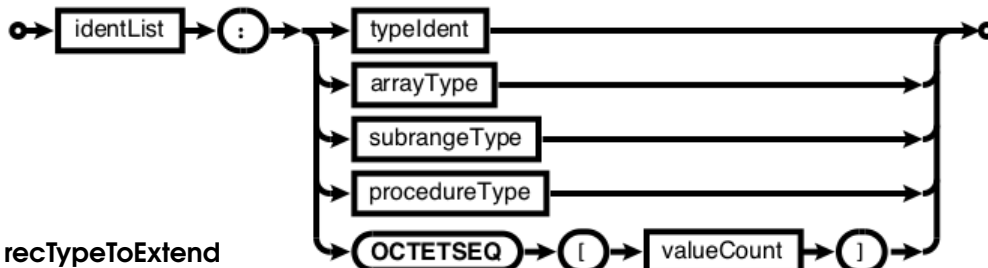 identList : typeIdent
arrayType
subrangeType
procedureType
OCTETSEQ [ valueCount ]
recTypeToExtend